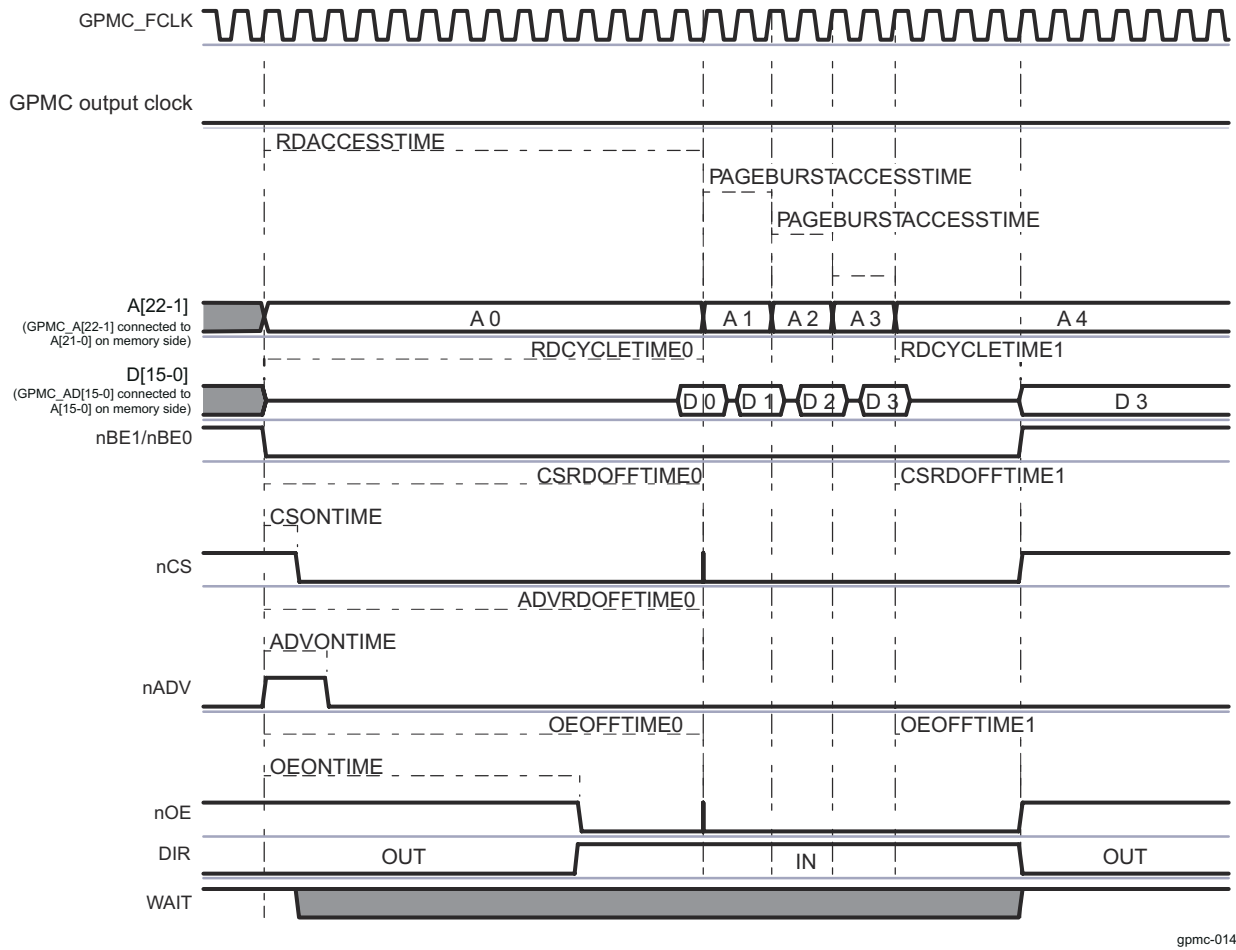 GPMC_FCLK
GPMC output clock
RDACCESSTIME
PAGEBURSTACCESSTIME
PAGEBURSTACCESSTIME
A[22-1]
(GPMC_A[22-1] connected to
A[21-0] on memory side)
A 0
A 1
A 2
A 3
A 4
RDCYCLETIME0
RDCYCLETIME1
D[15-0]
(GPMC_AD[15-0] connected to
A[15-0] on memory side)
D 0
D 1
D 2
D 3
D 3
nBE1/nBE0
CSRDOFFTIME0
CSRDOFFTIME1
CSONTIME
nCS
ADVRDOFFTIME0
ADVONTIME
nADV
OEOFFTIME0
OEOFFTIME1
OEONTIME
nOE
DIR
OUT
IN
OUT
WAIT
gpmc-014